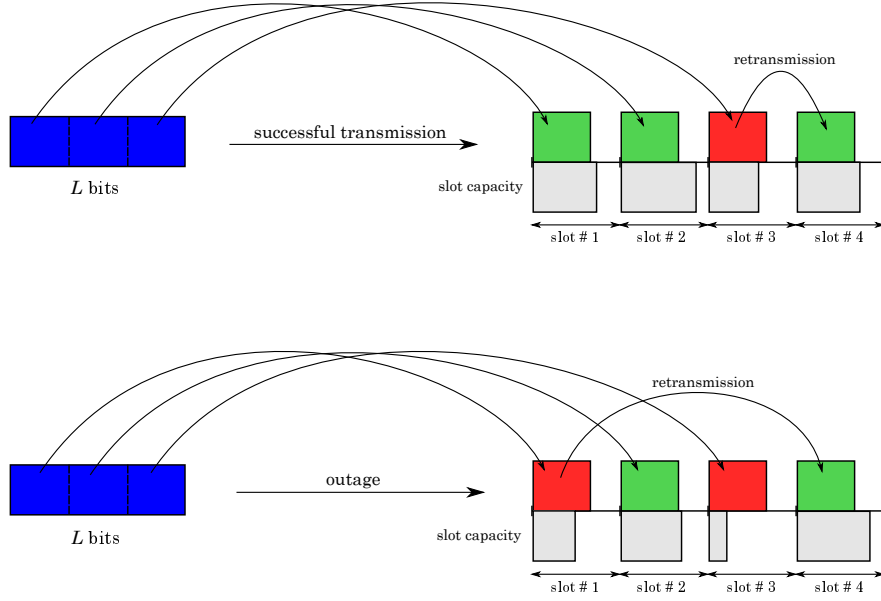 retransmission
successful transmission
L bits
slot capacity
slot # 1
slot # 2
slot # 3
slot # 4
retransmission
outage
L bits
slot capacity
slot # 1
slot # 2
slot # 3
slot # 4